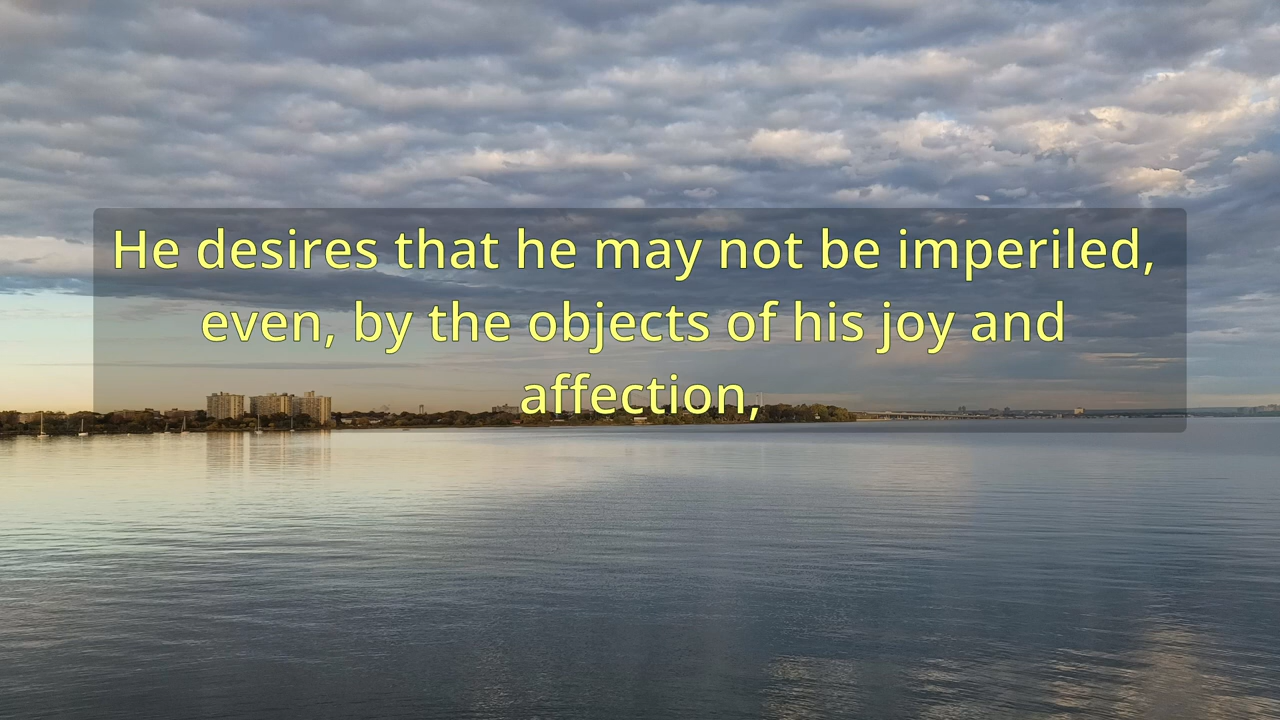 He desires that he may not be imperiled,
even, by the objects of his joy and
affection,